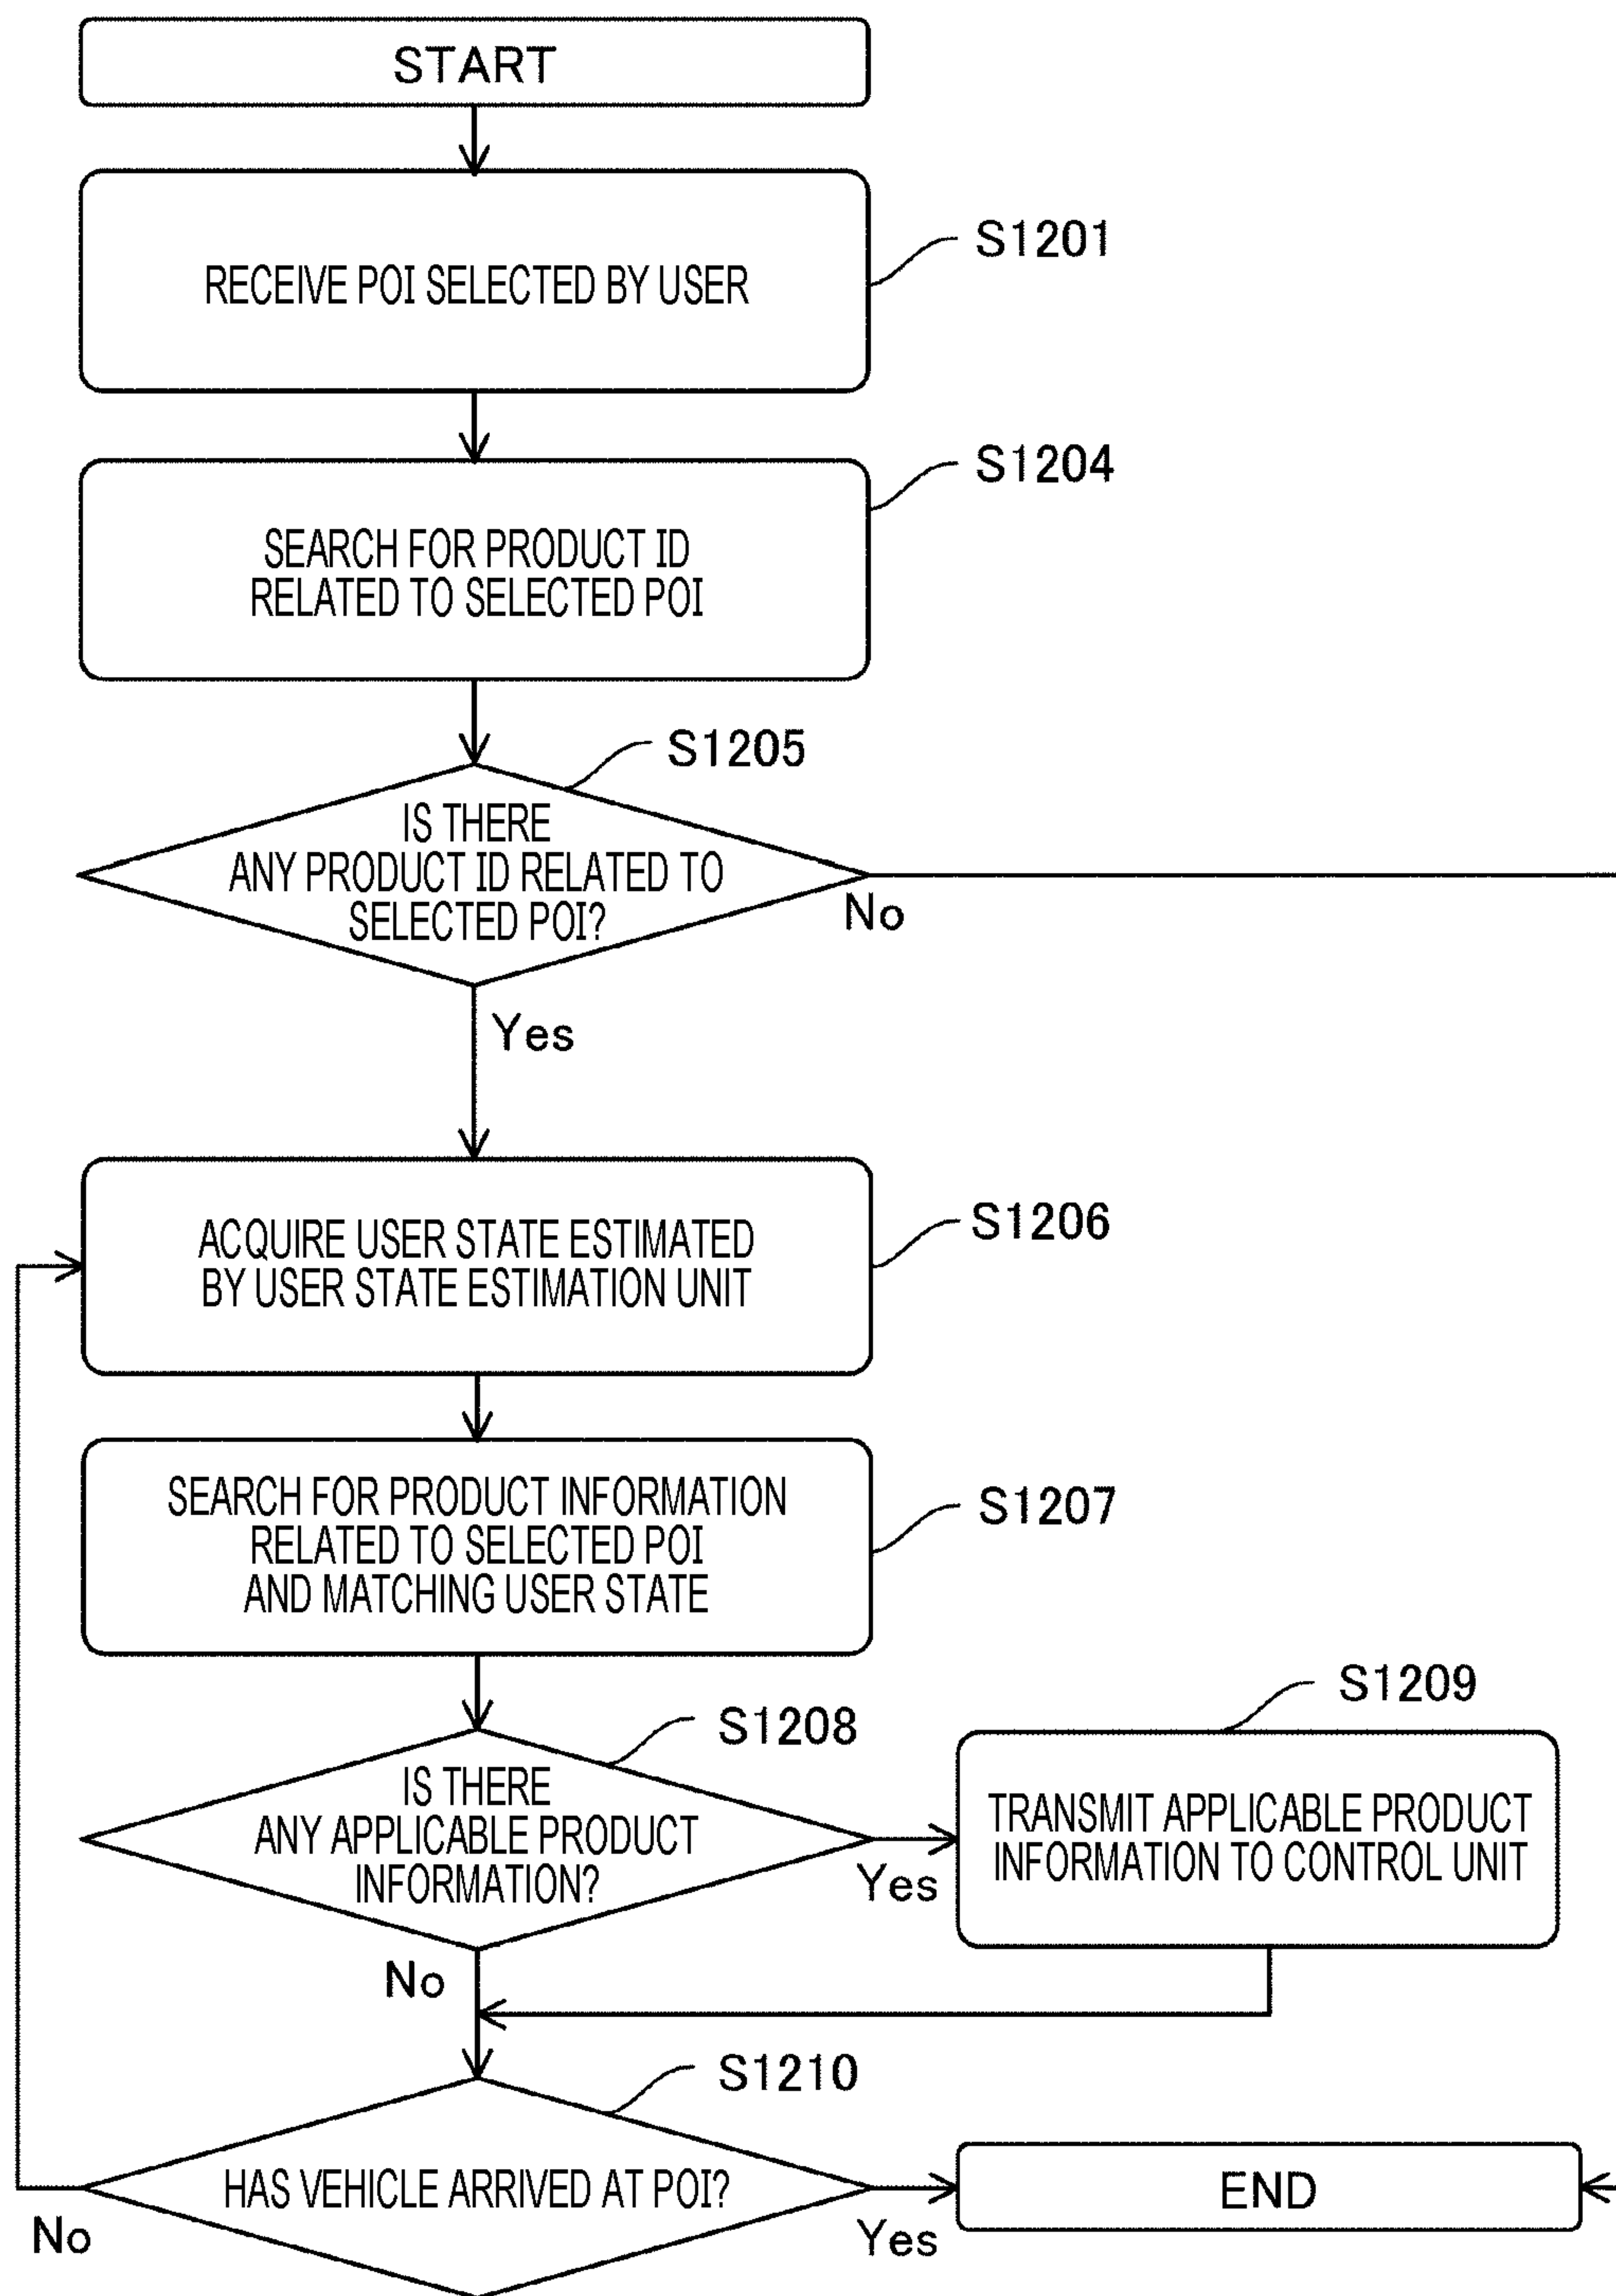 START
RECEIVE POI SELECTED BY USER
S1201
SEARCH FOR PRODUCT ID
RELATED TO SELECTED POI
S1204
S1205
IS THERE
ANY PRODUCT ID RELATED TO
SELECTED POI?
No
Yes
ACQUIRE USER STATE ESTIMATED
BY USER STATE ESTIMATION UNIT
S1206
SEARCH FOR PRODUCT INFORMATION
RELATED TO SELECTED POI
AND MATCHING USER STATE
S1207
S1208
IS THERE
ANY APPLICABLE PRODUCT
INFORMATION?
Yes
S1209
TRANSMIT APPLICABLE PRODUCT
INFORMATION TO CONTROL UNIT
No
S1210
HAS VEHICLE ARRIVED AT POI?
No
Yes
END